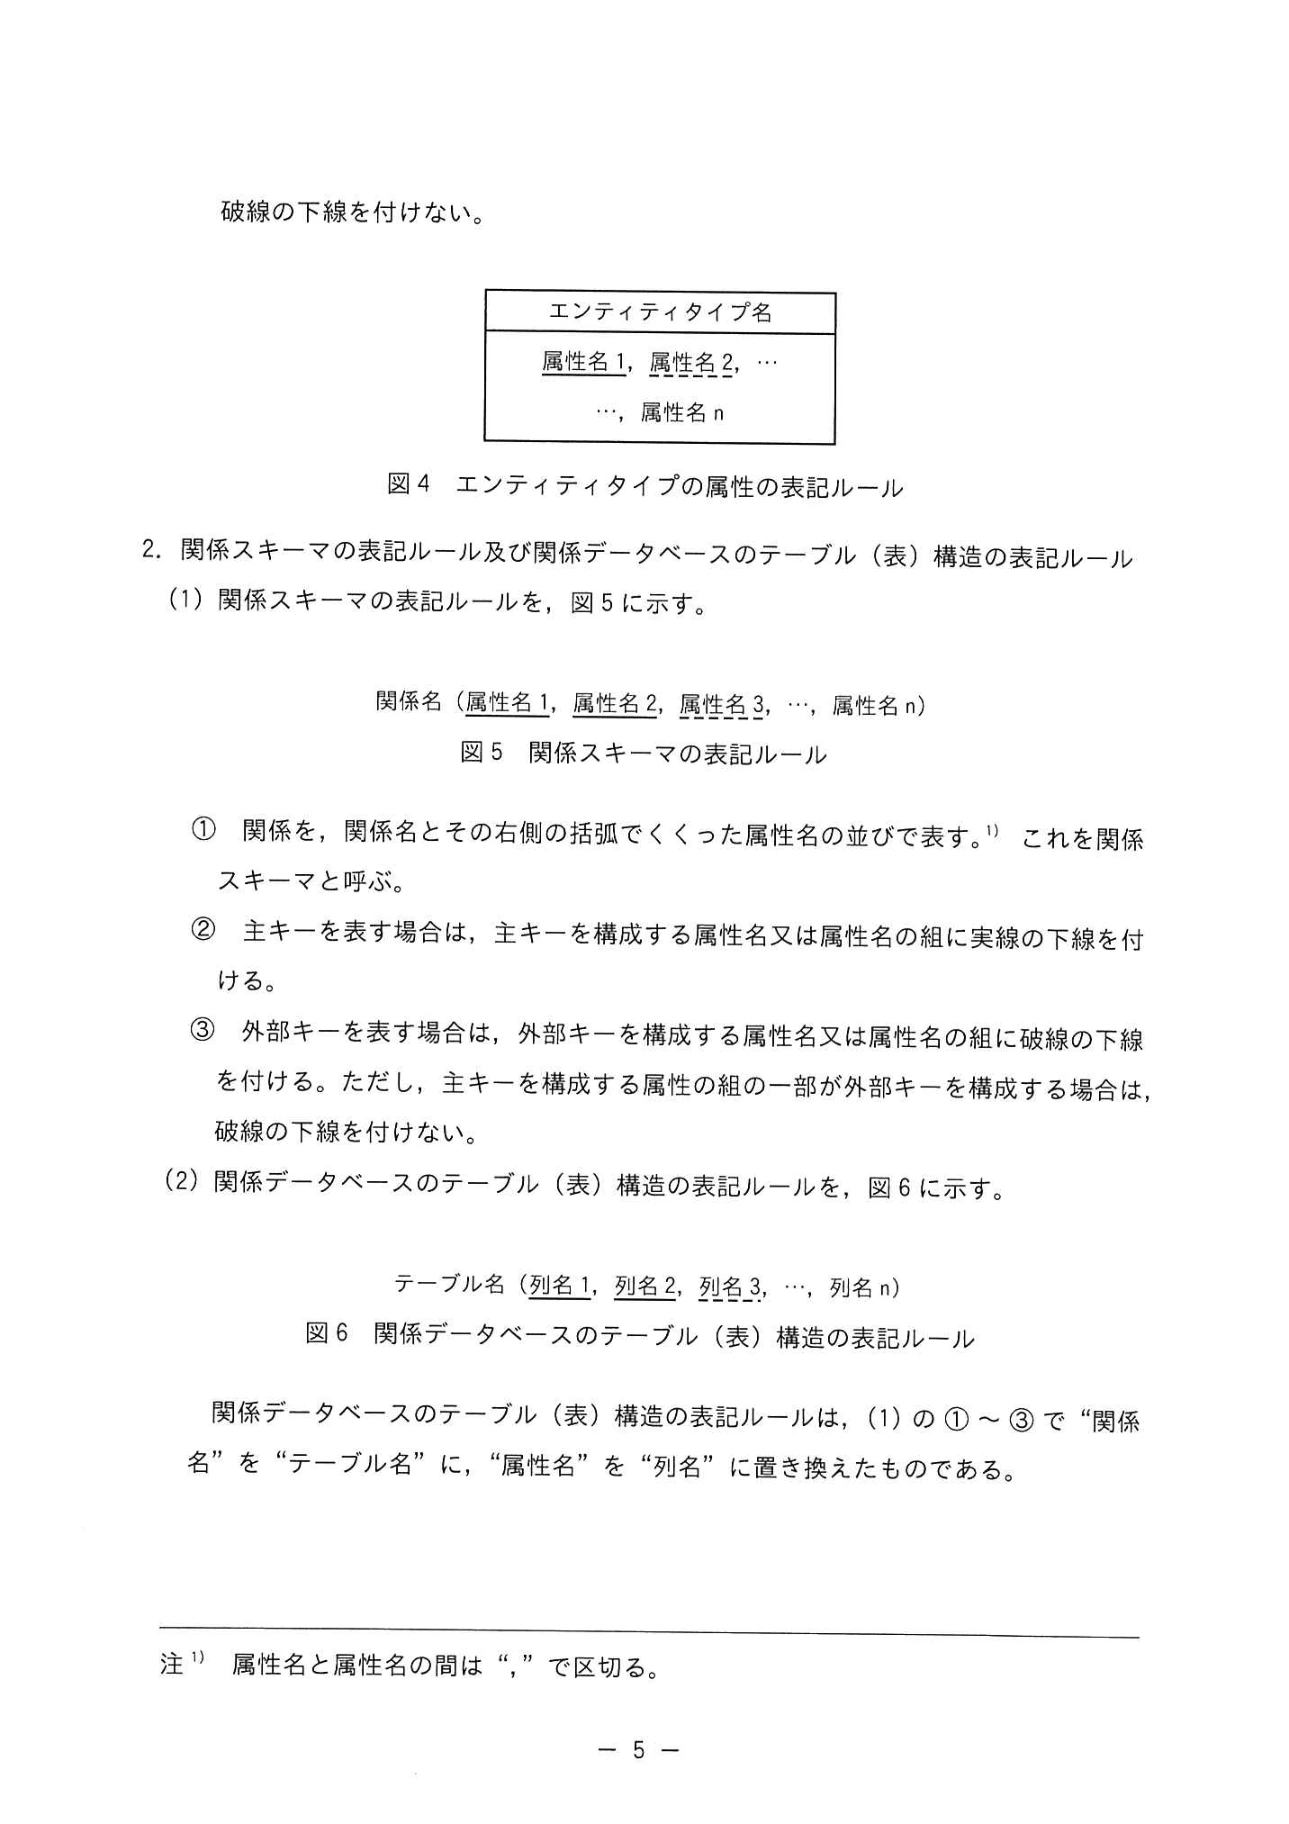 破線の下線を付けない。
エンティティタイプ名
属性名1, 属性名2, …
…, 属性名n
図4 エンティティタイプの属性の表記ルール
2. 関係スキーマの表記ルール及び関係データベースのテーブル（表）構造の表記ルール
(1) 関係スキーマの表記ルールを，図5に示す。
関係名（属性名1, 属性名2, 属性名3, …, 属性名n）
図5 関係スキーマの表記ルール
① 関係を，関係名とその右側の括弧でくくった属性名の並びで表す。1) これを関係
スキーマと呼ぶ。
② 主キーを表す場合は，主キーを構成する属性名又は属性名の組に実線の下線を付
ける。
③ 外部キーを表す場合は，外部キーを構成する属性名又は属性名の組に破線の下線
を付ける。ただし，主キーを構成する属性の組の一部が外部キーを構成する場合は，
破線の下線を付けない。
(2) 関係データベースのテーブル（表）構造の表記ルールを，図6に示す。
テーブル名（列名1, 列名2, 列名3, …, 列名n）
図6 関係データベースのテーブル（表）構造の表記ルール
関係データベースのテーブル（表）構造の表記ルールは，(1)の①～③で“関係
名”を“テーブル名”に，“属性名”を“列名”に置き換えたものである。
注1) 属性名と属性名の間は“,”で区切る。
－ 5 －